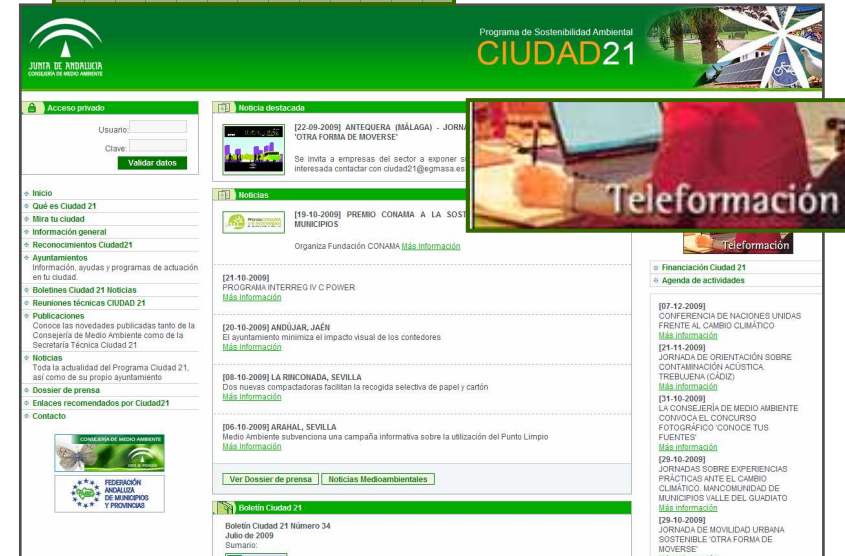 JUNTA DE ANDALUCIA
CONSEJERÍA DE MEDIO AMBIENTE
Programa de Sostenibilidad Ambiental
CIUDAD21
Acceso privado
Usuario:
Clave:
Validar datos
Inicio
Qué es Ciudad 21
Mira tu ciudad
Información general
Reconocimientos Ciudad21
Ayuntamientos
Información, ayudas y programas de actuación
en tu ciudad.
Boletines Ciudad 21 Noticias
Reuniones técnicas CIUDAD 21
Publicaciones
Conoce las novedades publicadas tanto de la
Consejería de Medio Ambiente como de la
Secretaría Técnica Ciudad 21
Noticias
Toda la actualidad del Programa Ciudad 21,
así como de su propio ayuntamiento
Dossier de prensa
Enlaces recomendados por Ciudad21
Contacto
CONSEJERÍA DE MEDIO AMBIENTE
FEDERACIÓN
ANDALUZA
DE MUNICIPIOS
Y PROVINCIAS
Noticia destacada
[22-09-2009] ANTEQUERA (MÁLAGA) - JORNA
'OTRA FORMA DE MOVERSE'
Se invita a empresas del sector a exponer s
interesada contactar con ciudad21@egmasa.es
Noticias
[19-10-2009] PREMIO CONAMA A LA SOST
MUNICIPIOS
Organiza Fundación CONAMA Más información
[21-10-2009]
PROGRAMA INTERREG IV C POWER
Más Información
[20-10-2009] ANDÚJAR, JAÉN
El ayuntamiento minimiza el impacto visual de los contedores
Más Información
[08-10-2009] LA RINCONADA, SEVILLA
Dos nuevas compactadoras facilitan la recogida selectiva de papel y cartón
Más Información
[06-10-2009] ARAHAL, SEVILLA
Medio Ambiente subvenciona una campaña informativa sobre la utilización del Punto Limpio
Más Información
Ver Dossier de prensa
Noticias Medioambientales
Boletín Ciudad 21
Boletín Ciudad 21 Número 34
Julio de 2009
Sumario:
Teleformación
Teleformación
Financiación Ciudad 21
Agenda de actividades
[07-12-2009]
CONFERENCIA DE NACIONES UNIDAS
FRENTE AL CAMBIO CLIMÁTICO
Más información
[21-11-2009]
JORNADA DE ORIENTACIÓN SOBRE
CONTAMINACIÓN ACÚSTICA.
TREBUJENA (CÁDIZ)
Más información
[31-10-2009]
LA CONSEJERÍA DE MEDIO AMBIENTE
CONVOCA EL CONCURSO
FOTOGRÁFICO 'CONOCE TUS
FUENTES'
Más información
[29-10-2009]
JORNADAS SOBRE EXPERIENCIAS
PRÁCTICAS ANTE EL CAMBIO
CLIMÁTICO. MANCOMUNIDAD DE
MUNICIPIOS VALLE DEL GUADIATO
Más información
[29-10-2009]
JORNADA DE MOVILIDAD URBANA
SOSTENIBLE 'OTRA FORMA DE
MOVERSE'